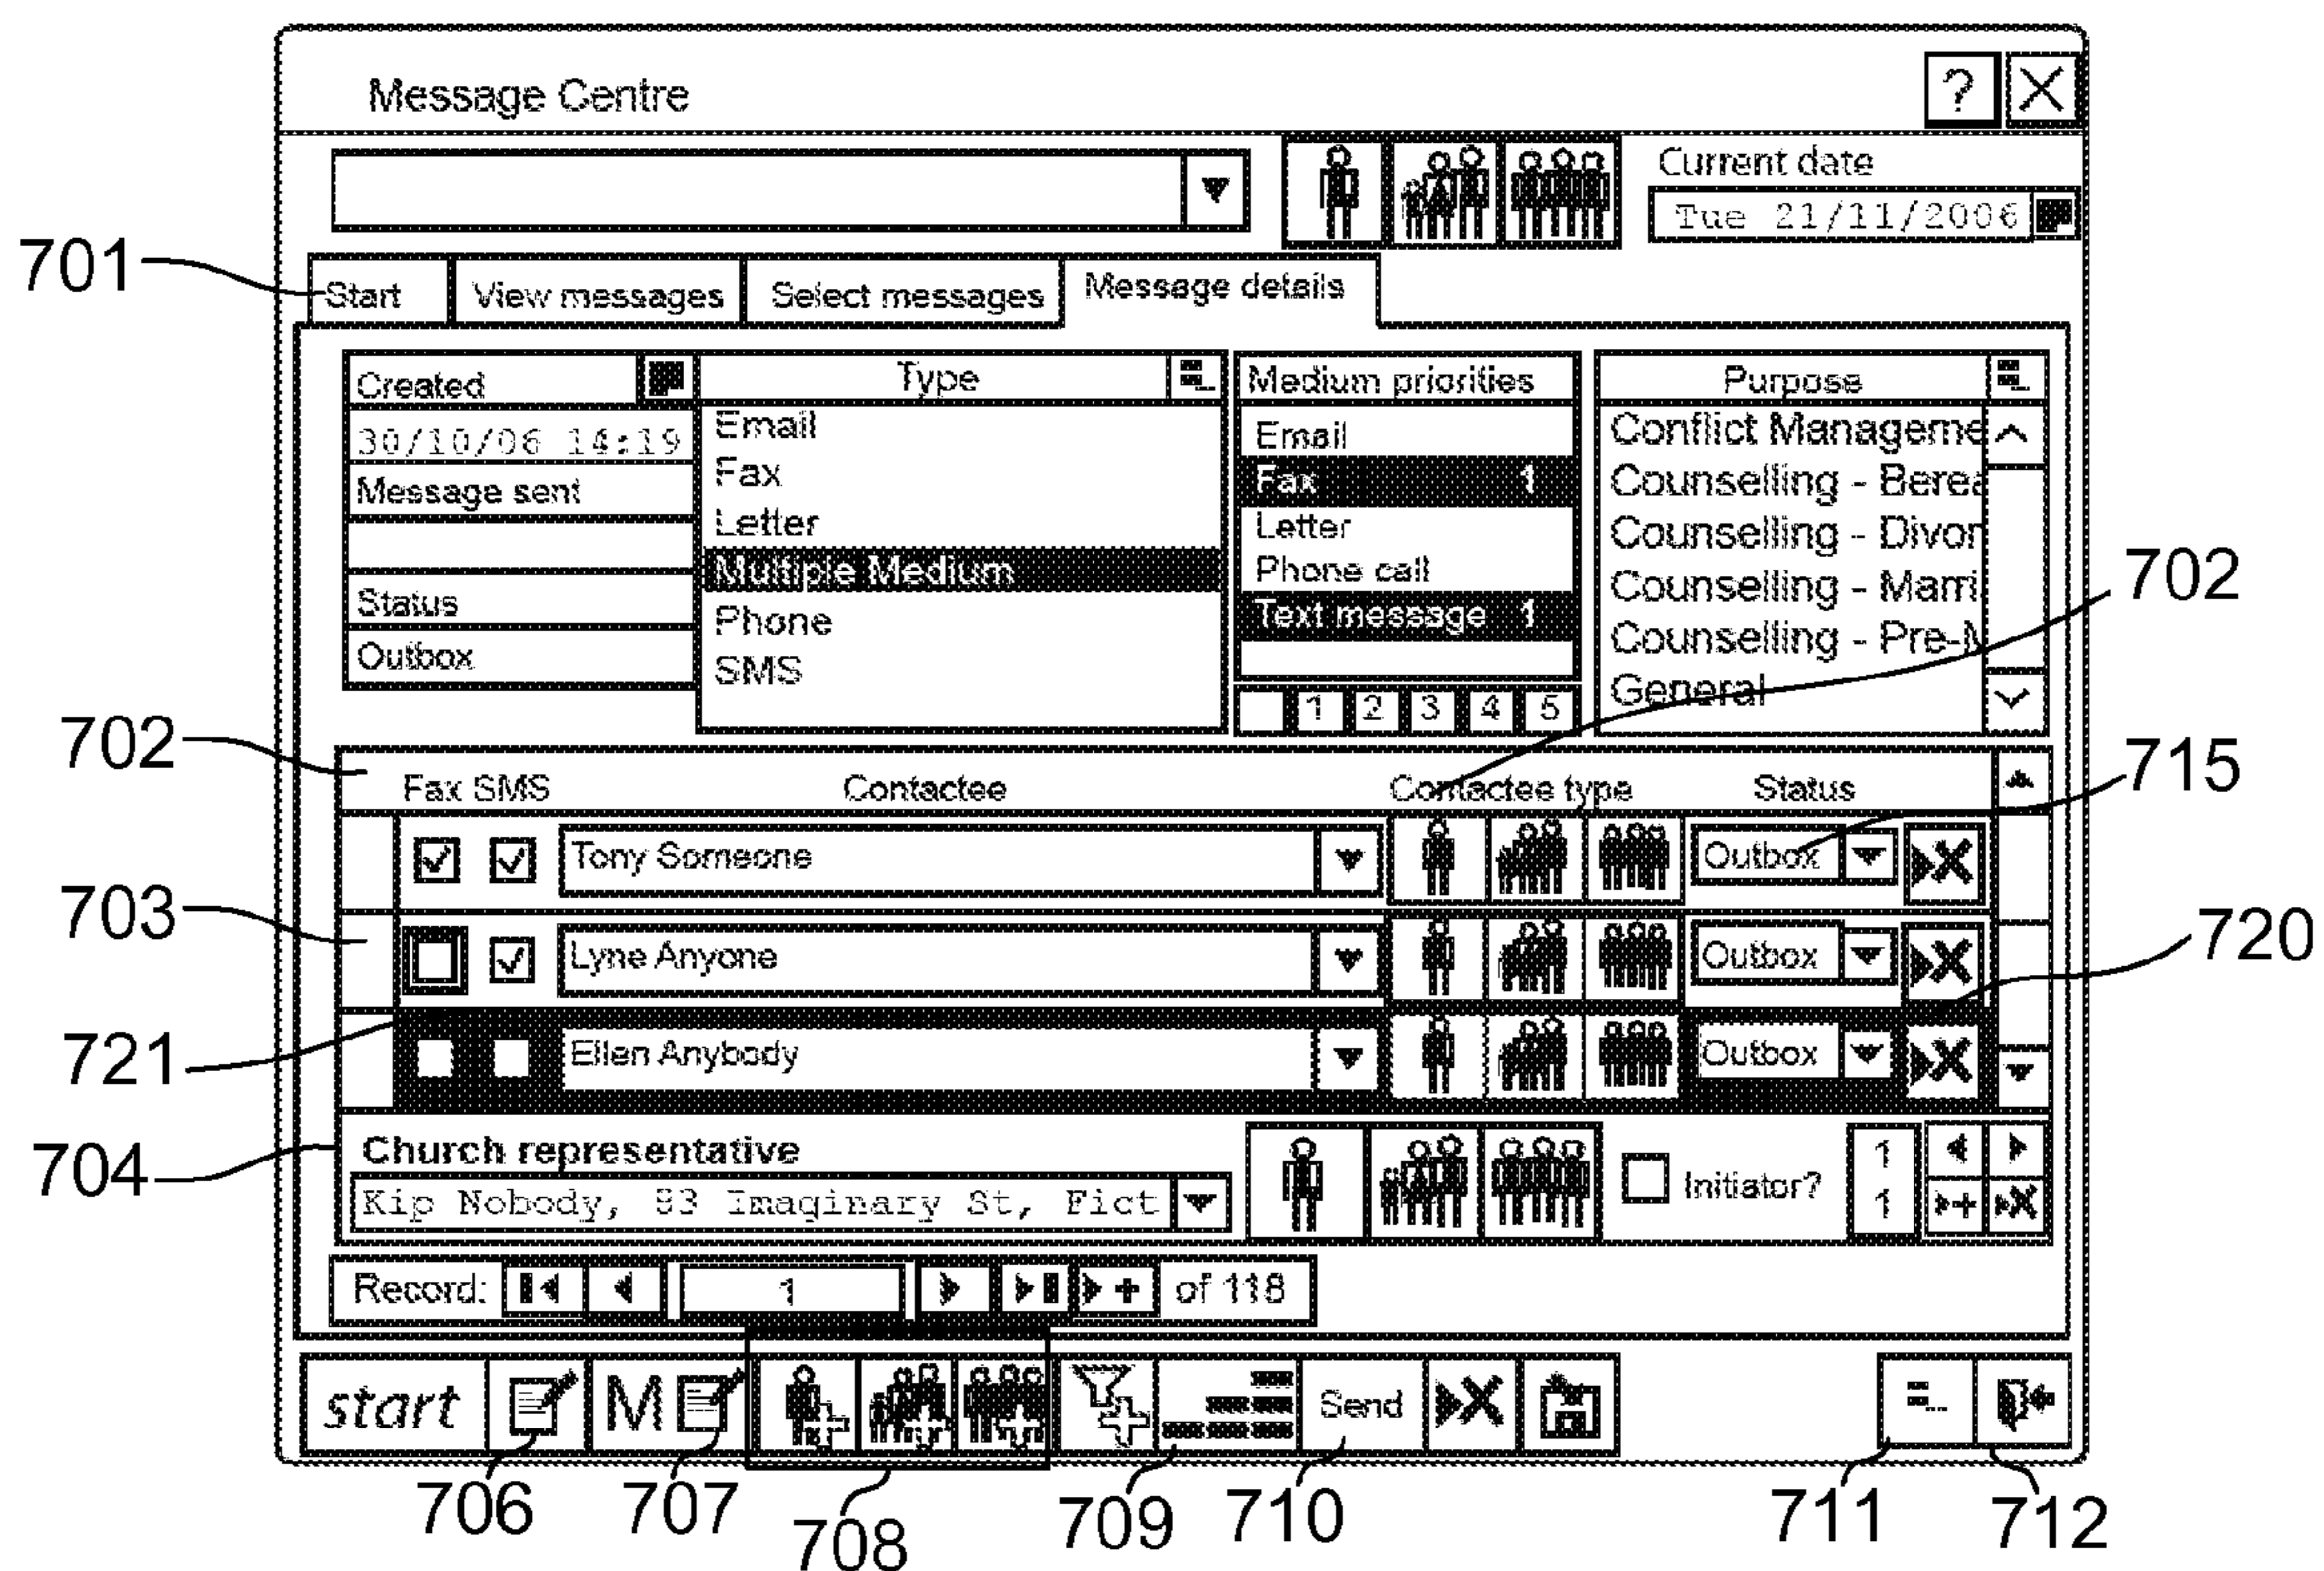 Message Centre ?
Current date
Tue 21/11/2006
701
Start View messages Select messages Message details
Created Type Medium priorities Purpose
30/10/06 14:19
Message sent
Status
Outbox
Email
Fax
Letter
Multiple Medium
Phone
SMS
Email
Fax 1
Letter
Phone call
Text message 1
1 2 3 4 5
Conflict Manageme
Counselling - Berea
Counselling - Divor
Counselling - Marri
Counselling - Pre-M
General
702
702
715
Fax SMS Contactee Contactee type Status
Tony Someone Outbox
703
Lyne Anyone Outbox
720
721
Ellen Anybody Outbox
704
Church representative
Kip Nobody, 83 Imaginary St, Fict
Initiator? 1
1
Record: 1 of 118
start M Send
706 707 708 709 710 711 712